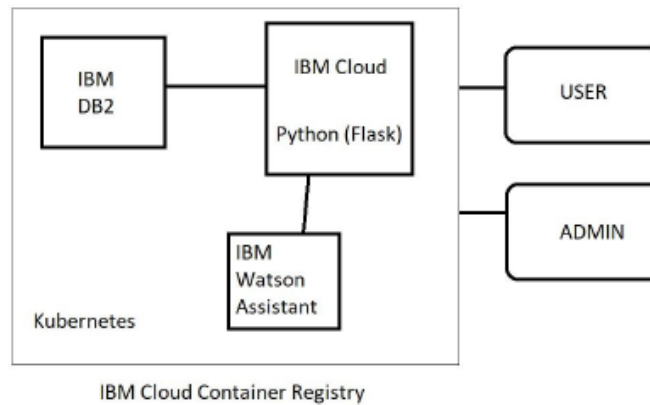 IBM
DB2
IBM Cloud
Python (Flask)
USER
IBM
Watson
Assistant
ADMIN
Kubernetes
IBM Cloud Container Registry